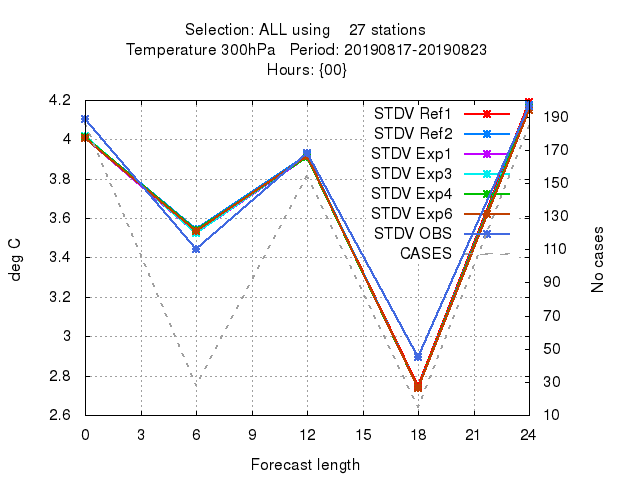 Selection: ALL using 27 stations
Temperature 300hPa Period: 20190817-20190823
Hours: {00}
4.2
4
3.8
3.6
3.4
3.2
3
2.8
2.6
deg C
STDV Ref1
STDV Ref2
STDV Exp1
STDV Exp3
STDV Exp4
STDV Exp6
STDV OBS
CASES
190
170
150
130
110
90
70
50
30
10
No cases
0 3 6 9 12 15 18 21 24
Forecast length